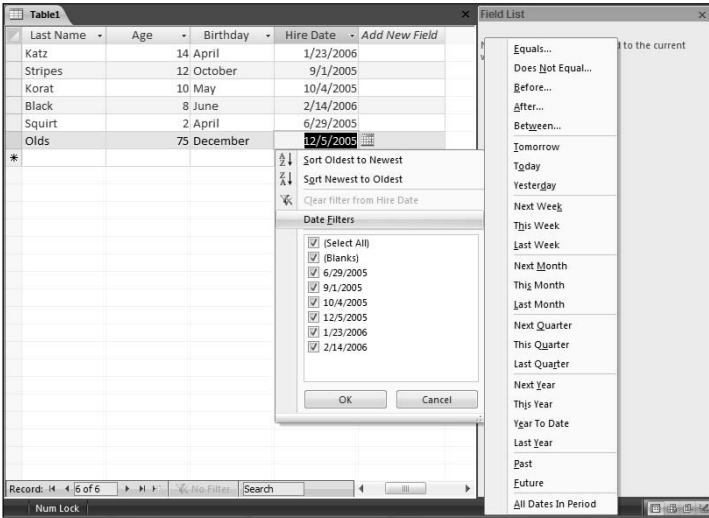 Table1
Field List
Last Name Age Birthday Hire Date Add New Field
Katz 14 April 1/23/2006
Stripes 12 October 9/1/2005
Korat 10 May 10/4/2005
Black 8 June 2/14/2006
Squirt 2 April 6/29/2005
Olds 75 December 12/5/2005
Sort Oldest to Newest
Sort Newest to Oldest
Clear filter from Hire Date
Date Filters
(Select All)
(Blanks)
6/29/2005
9/1/2005
10/4/2005
12/5/2005
1/23/2006
2/14/2006
OK Cancel
to the current
Equals...
Does Not Equal...
Before...
After...
Between...
Tomorrow
Today
Yesterday
Next Week
This Week
Last Week
Next Month
This Month
Last Month
Next Quarter
This Quarter
Last Quarter
Next Year
This Year
Year To Date
Last Year
Past
Future
All Dates In Period
Record: 6 of 6 No Filter Search
Num Lock